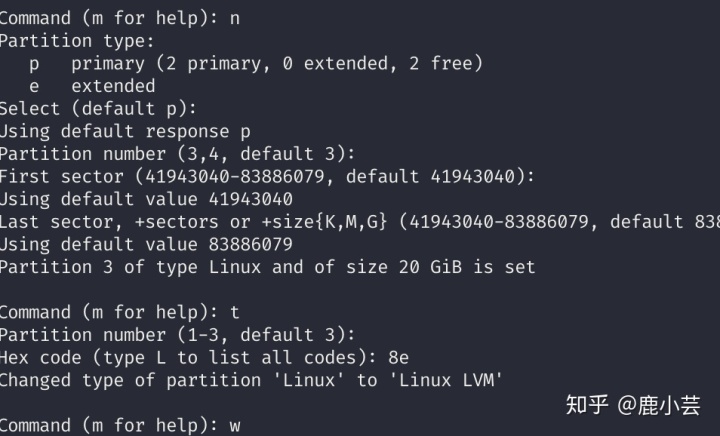 Command (m for help): n
Partition type:
   p   primary (2 primary, 0 extended, 2 free)
   e   extended
Select (default p):
Using default response p
Partition number (3,4, default 3):
First sector (41943040-83886079, default 41943040):
Using default value 41943040
Last sector, +sectors or +size{K,M,G} (41943040-83886079, default 838
Using default value 83886079
Partition 3 of type Linux and of size 20 GiB is set

Command (m for help): t
Partition number (1-3, default 3):
Hex code (type L to list all codes): 8e
Changed type of partition 'Linux' to 'Linux LVM'

Command (m for help): w
知乎 @鹿小芸